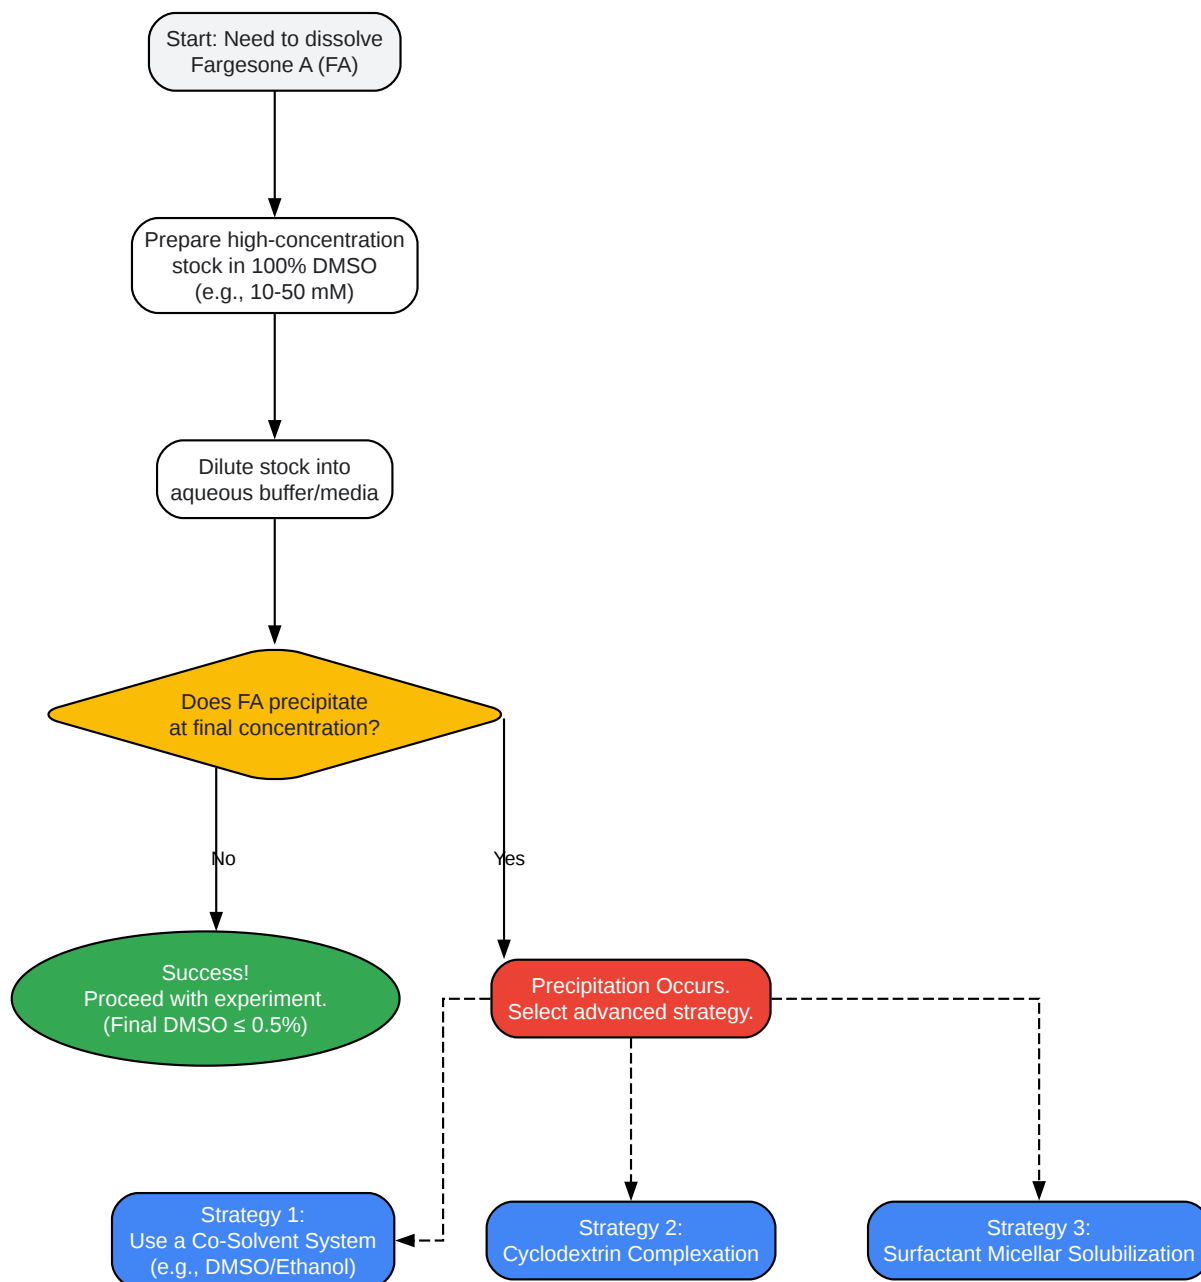 Start: Need to dissolve
Fargesone A (FA)
Prepare high-concentration
stock in 100% DMSO
(e.g., 10-50 mM)
Dilute stock into
aqueous buffer/media
Does FA precipitate
at final concentration?
No
Yes
Success!
Proceed with experiment.
(Final DMSO ≤ 0.5%)
Precipitation Occurs.
Select advanced strategy.
Strategy 1:
Use a Co-Solvent System
(e.g., DMSO/Ethanol)
Strategy 2:
Cyclodextrin Complexation
Strategy 3:
Surfactant Micellar Solubilization